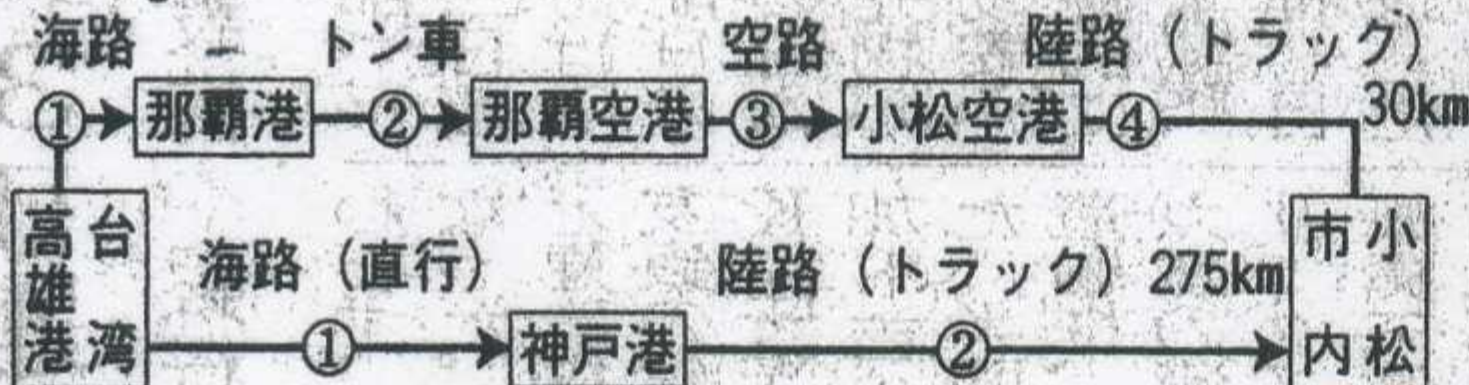 海路 一 トン車 空路 陸路（トラック）
① 那覇港 ② 那覇空港 ③ 小松空港 ④ 30km
台湾高雄港
小松市内
海路（直行） 陸路（トラック）275km
① 神戸港 ②